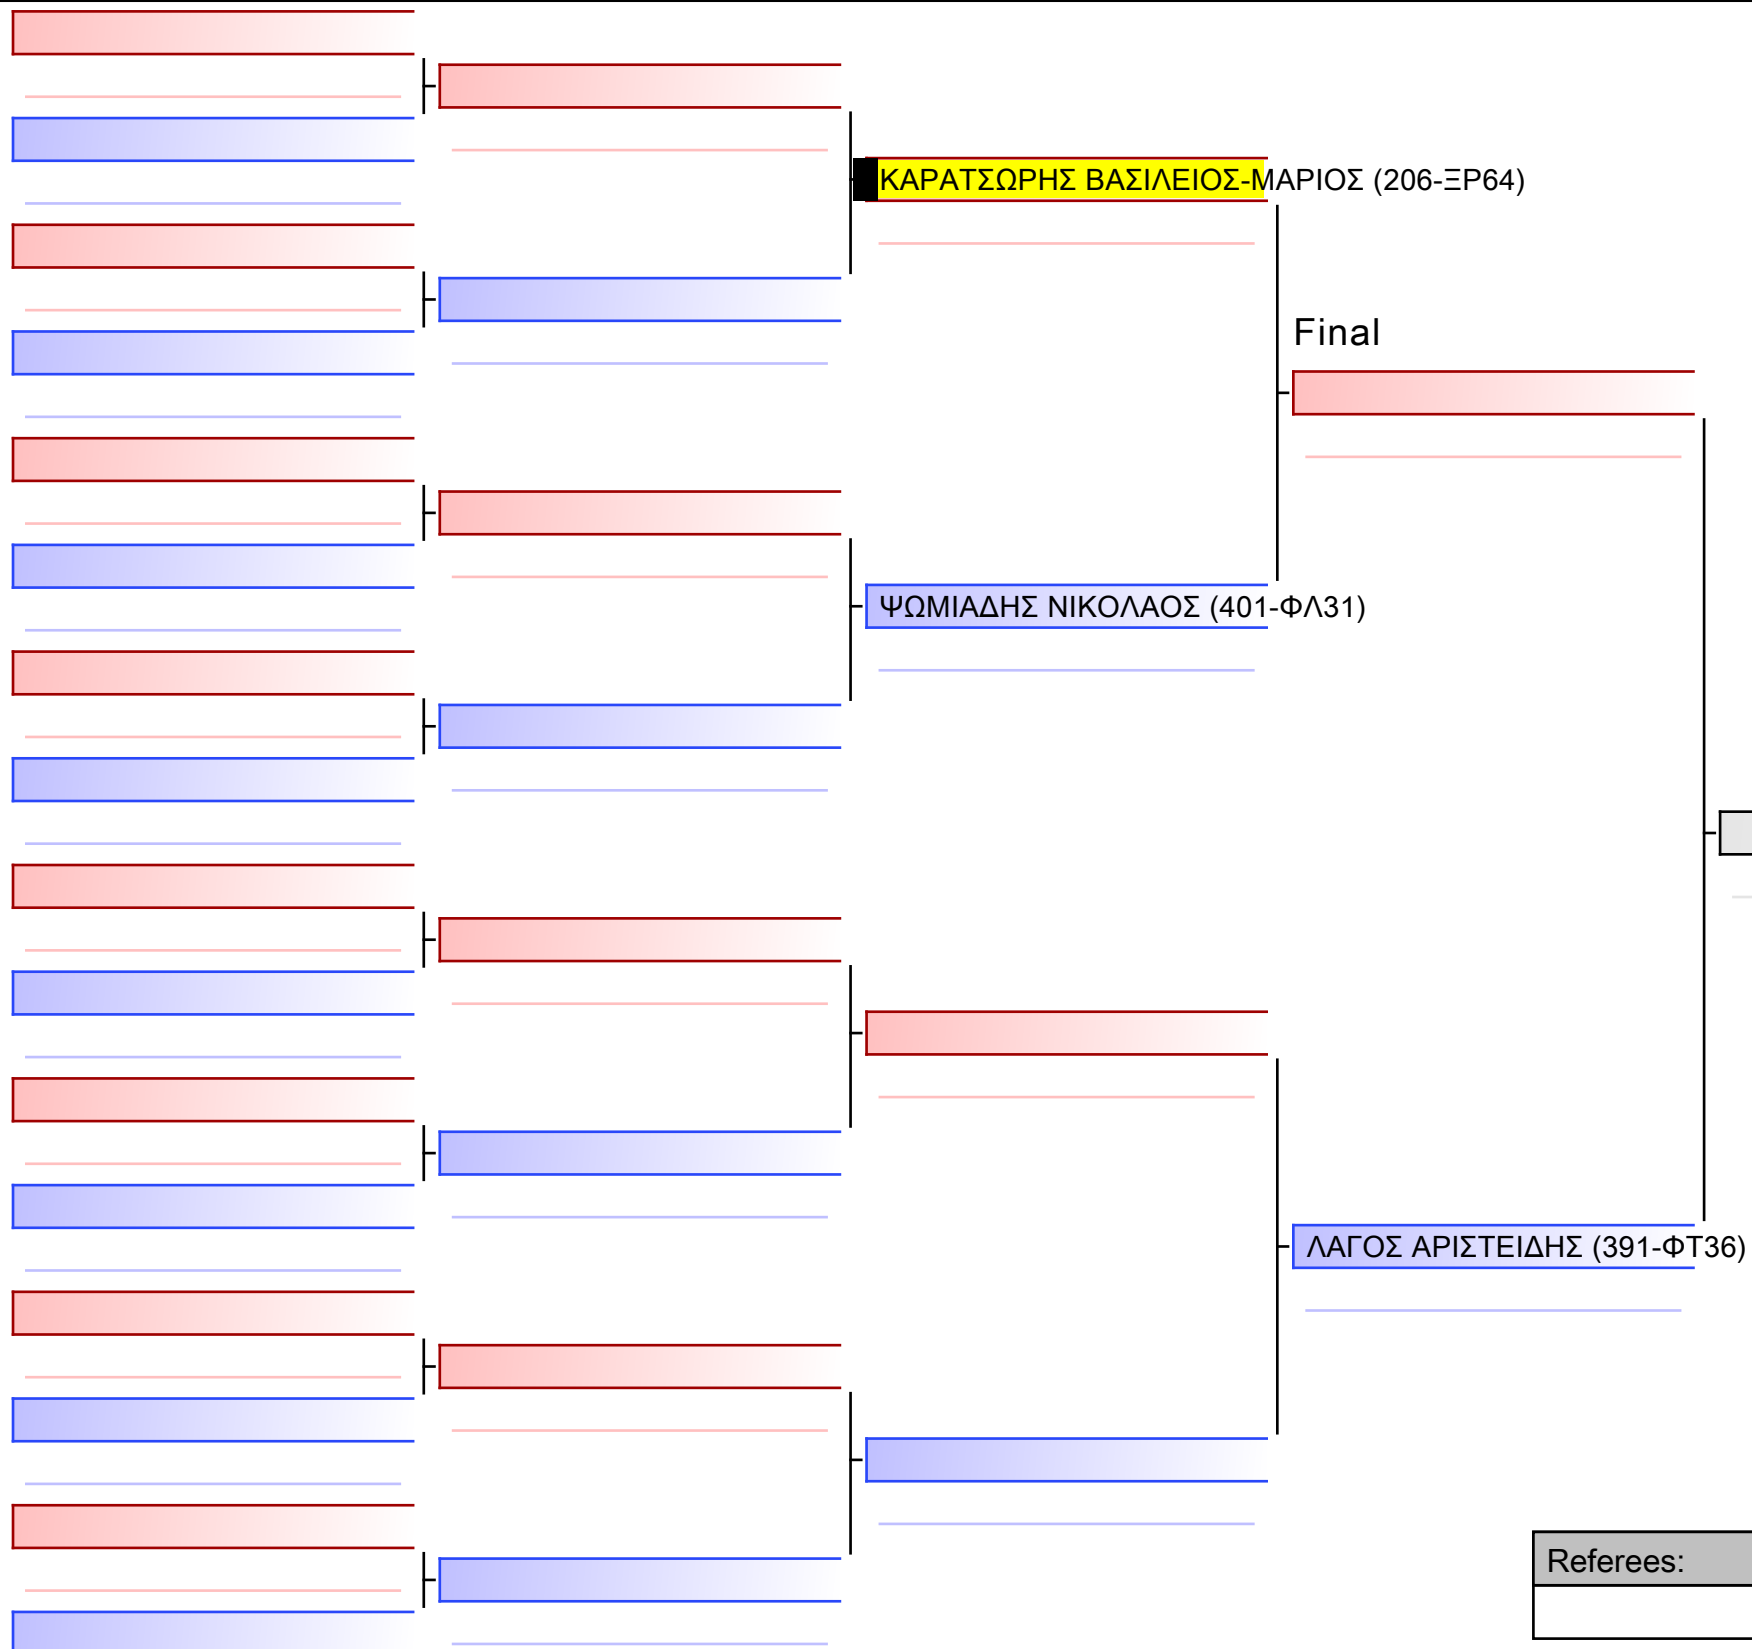 ΚΑΡΑΤΣΩΡΗΣ ΒΑΣΙΛΕΙΟΣ-ΜΑΡΙΟΣ (206-ΞΡ64)
Final
ΨΩΜΙΑΔΗΣ ΝΙΚΟΛΑΟΣ (401-ΦΛ31)
ΛΑΓΟΣ ΑΡΙΣΤΕΙΔΗΣ (391-ΦΤ36)
Referees: